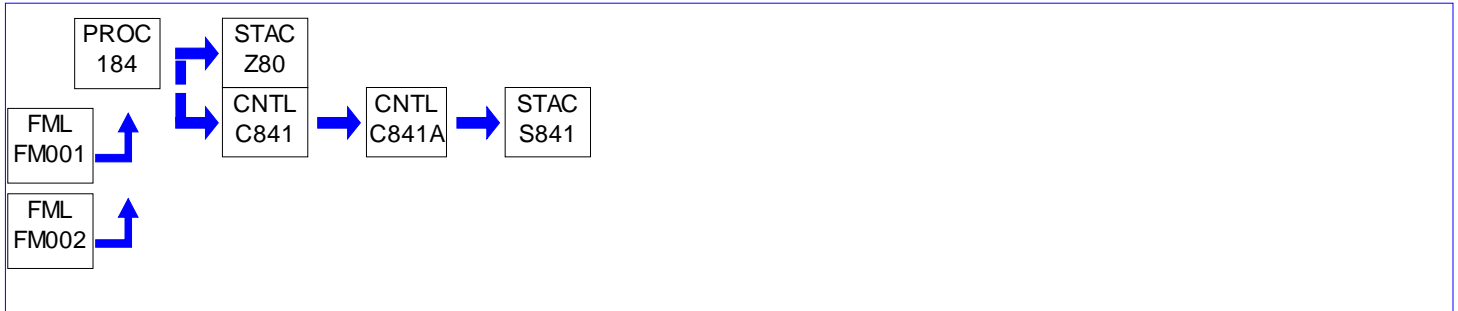 PROC
184
STAC
Z80
CNTL
C841
CNTL
C841A
STAC
S841
FML
FM001
FML
FM002